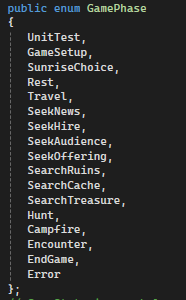 public enum GamePhase
{
UnitTest,
GameSetup,
SunriseChoice,
Rest,
Travel,
SeekNews,
SeekHire,
SeekAudience,
SeekOffering,
SearchRuins,
SearchCache,
SearchTreasure,
Hunt,
Campfire,
Encounter,
EndGame,
Error
};